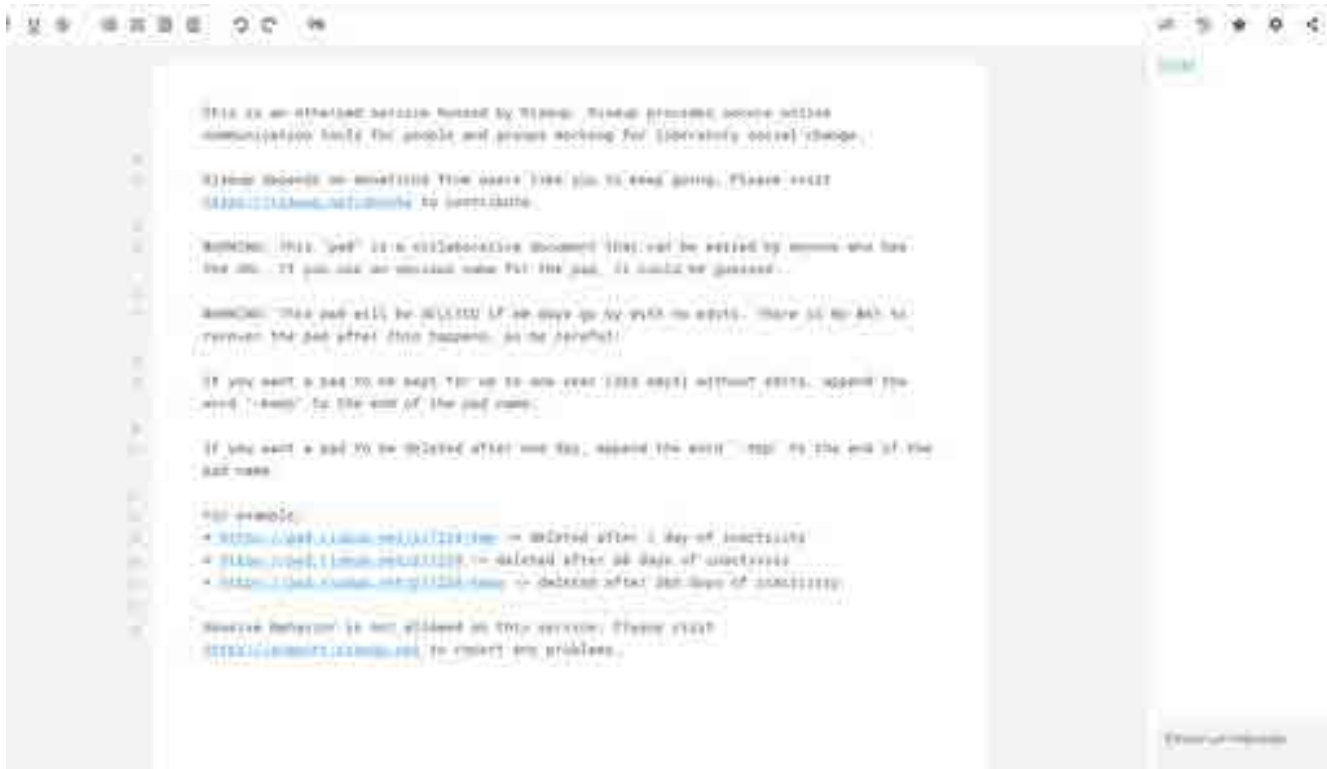 This is an Etherpad service hosted by Riseup. Riseup provides secure online
communication tools for people and groups working for liberatory social change.
Riseup depends on donations from users like you to keep going. Please visit
to contribute.
WARNING: This "pad" is a collaborative document that can be edited by anyone who has
the URL. If you use an obvious name for the pad, it could be guessed.
WARNING: This pad will be DELETED if 60 days go by with no edits. There is NO WAY to
recover the pad after this happens, so be careful!
If you want a pad to be kept for up to one year (365 days) without edits, append the
word "-keep" to the end of the pad name.
If you want a pad to be deleted after one day, append the word "-tmp" to the end of the
pad name.
For example:
-> deleted after 1 day of inactivity
-> deleted after 60 days of inactivity
-> deleted after 365 days of inactivity
Abusive behavior is not allowed on this service. Please visit
to report any problems.